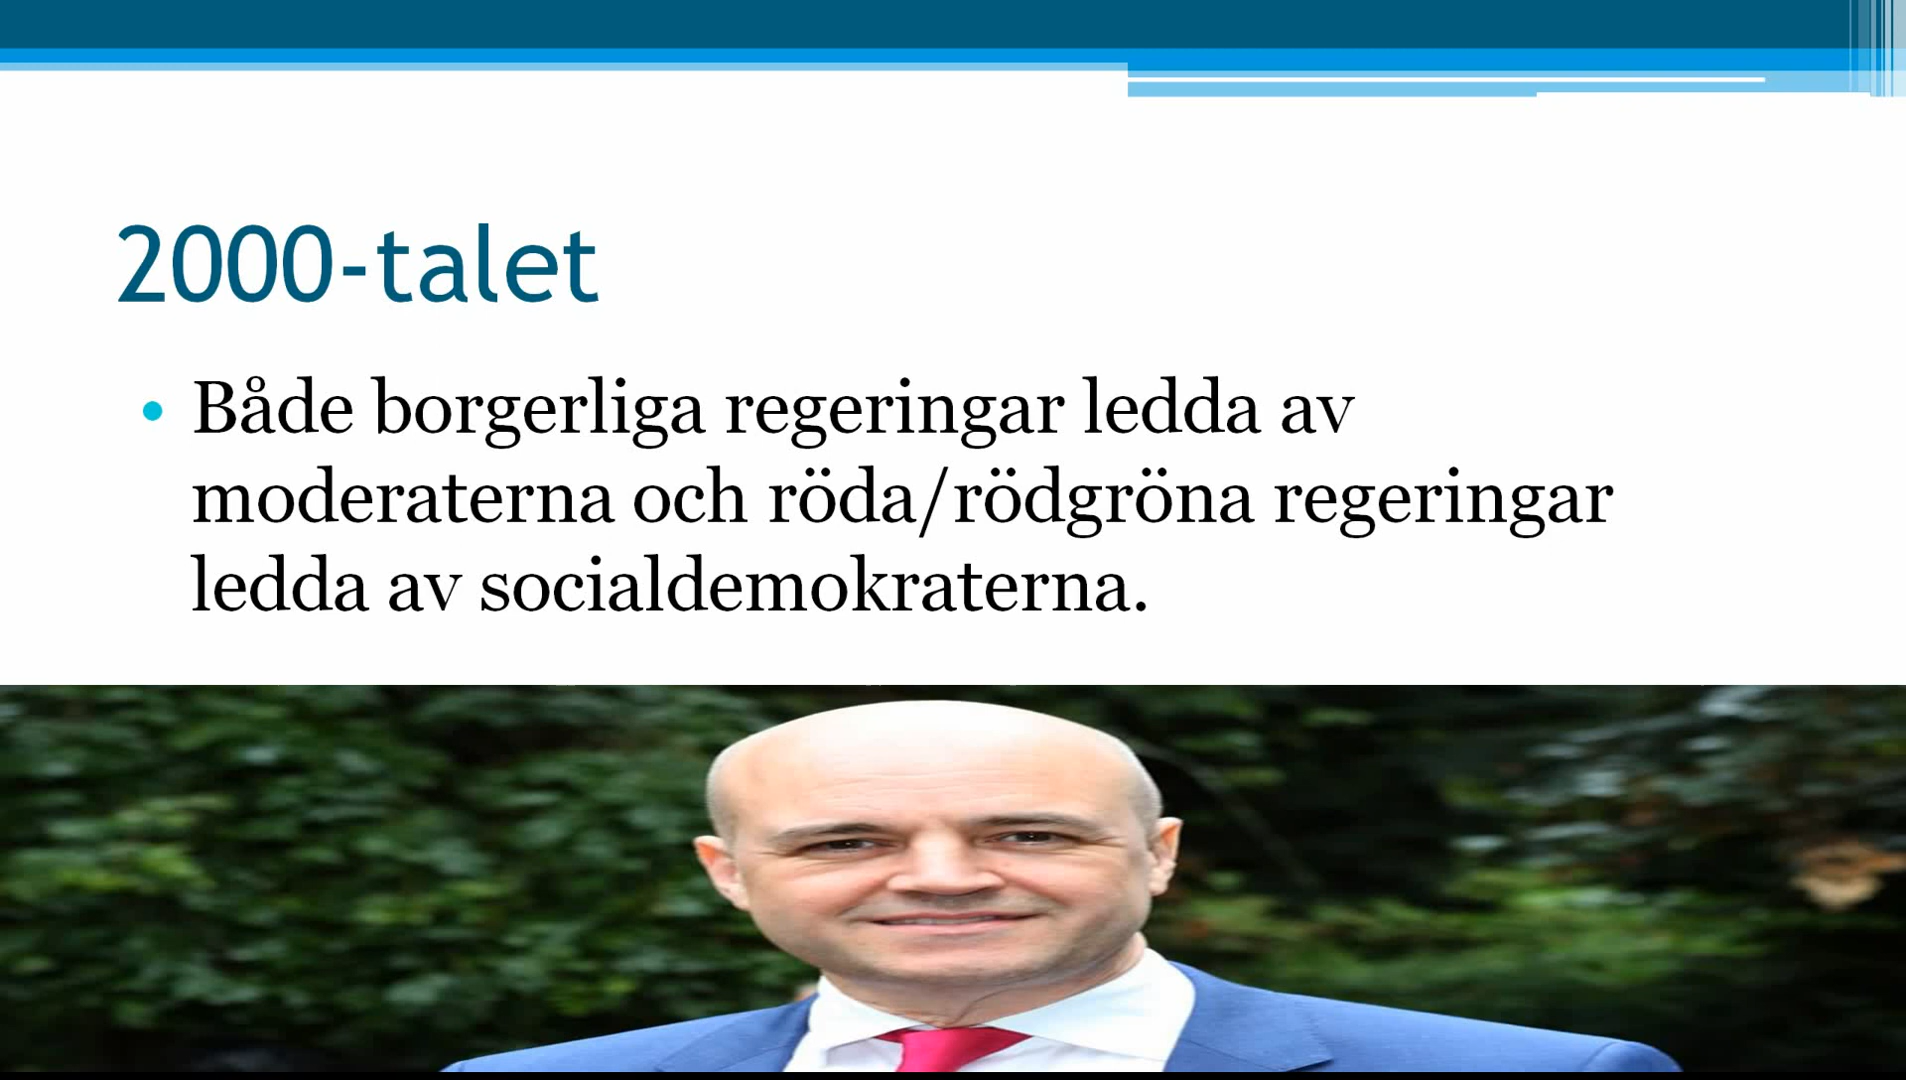 2000-talet
• Både borgerliga regeringar ledda av
moderaterna och röda/rödgröna regeringar
ledda av socialdemokraterna.